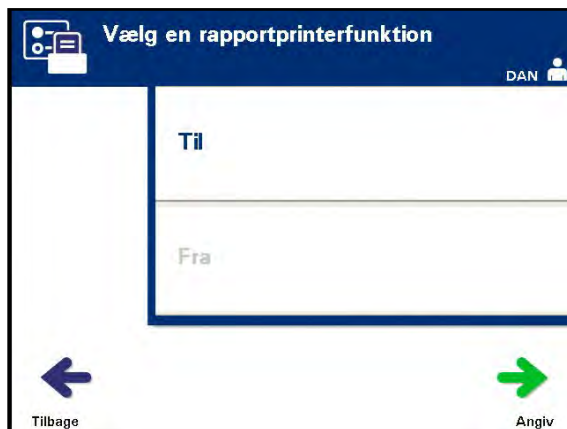 Vælg en rapportprinterfunktion
DAN
Til
Fra
Tilbage
Angiv